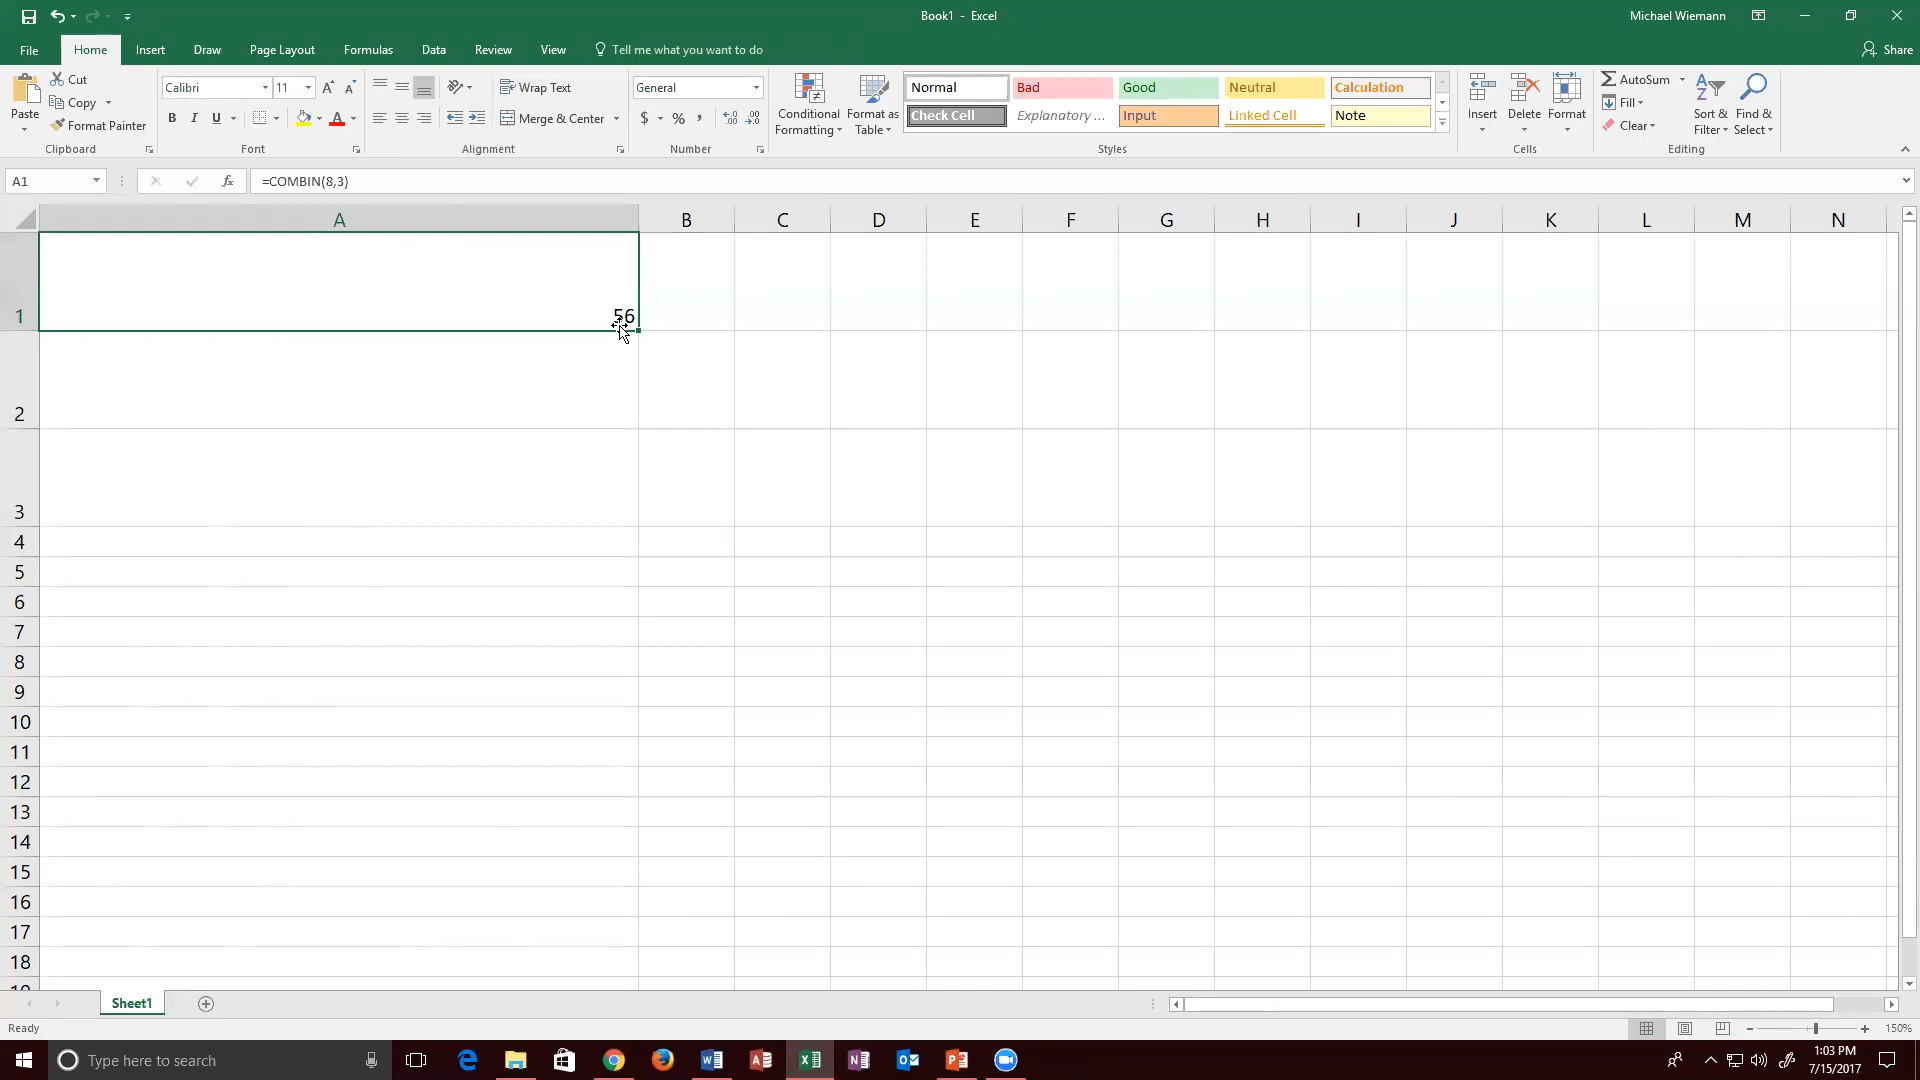 Book1 - Excel
Michael Wiemann
File Home Insert Draw Page Layout Formulas Data Review View Tell me what you want to do
Share
Paste
Cut
Copy
Format Painter
Clipboard
Calibri 11
A A
B I U
A
Font
Wrap Text
Merge & Center
Alignment
General
$ % ,
Number
Conditional Formatting
Format as Table
Normal Bad Good Neutral Calculation
Check Cell Explanatory ... Input Linked Cell Note
Styles
Insert Delete Format
Cells
AutoSum
Fill
Clear
Sort & Filter
Find & Select
Editing
A1 fx =COMBIN(8,3)
A B C D E F G H I J K L M N
1 56
2
3
4
5
6
7
8
9
10
11
12
13
14
15
16
17
18
Sheet1
Ready
150%
Type here to search
1:03 PM
7/15/2017